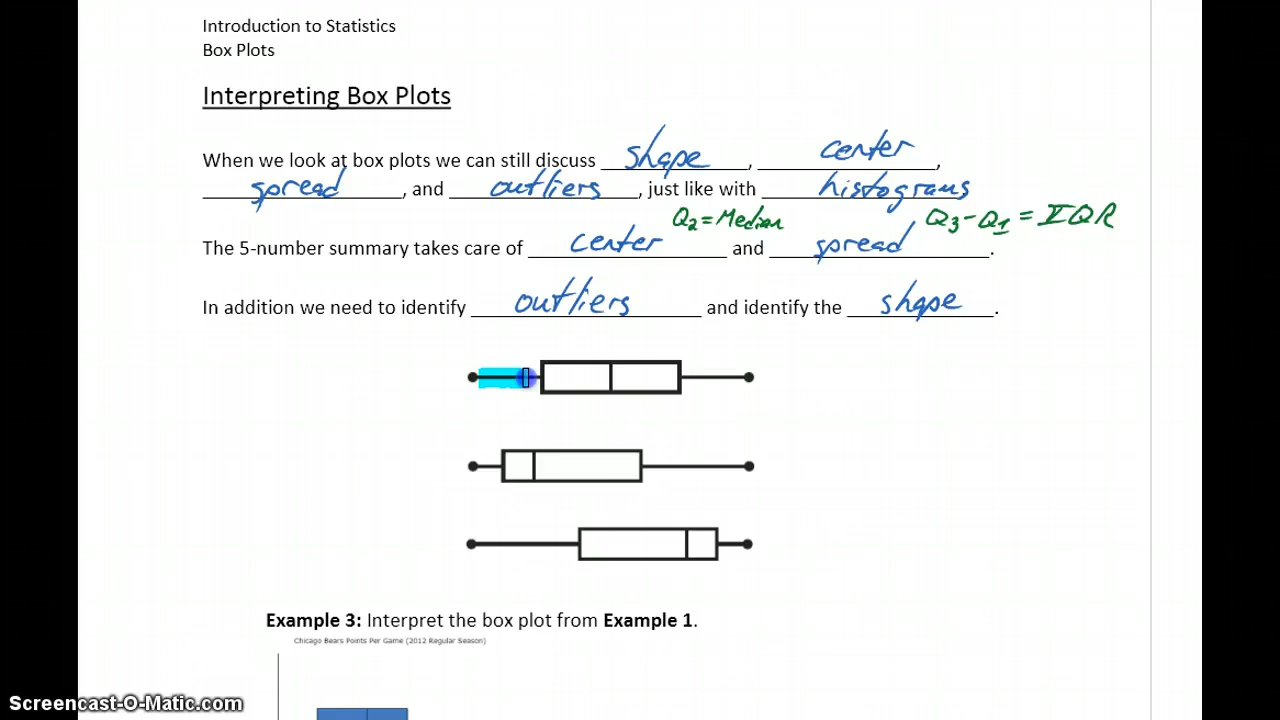 Introduction to Statistics
Box Plots
Interpreting Box Plots
When we look at box plots we can still discuss shape, center,
spread, and outliers, just like with histograms
Q2 = Median Q3 - Q1 = IQR
The 5-number summary takes care of center and spread.
In addition we need to identify outliers and identify the shape.
Example 3: Interpret the box plot from Example 1.
Chicago Bears Points Per Game (2012 Regular Season)
Screencast-O-Matic.com